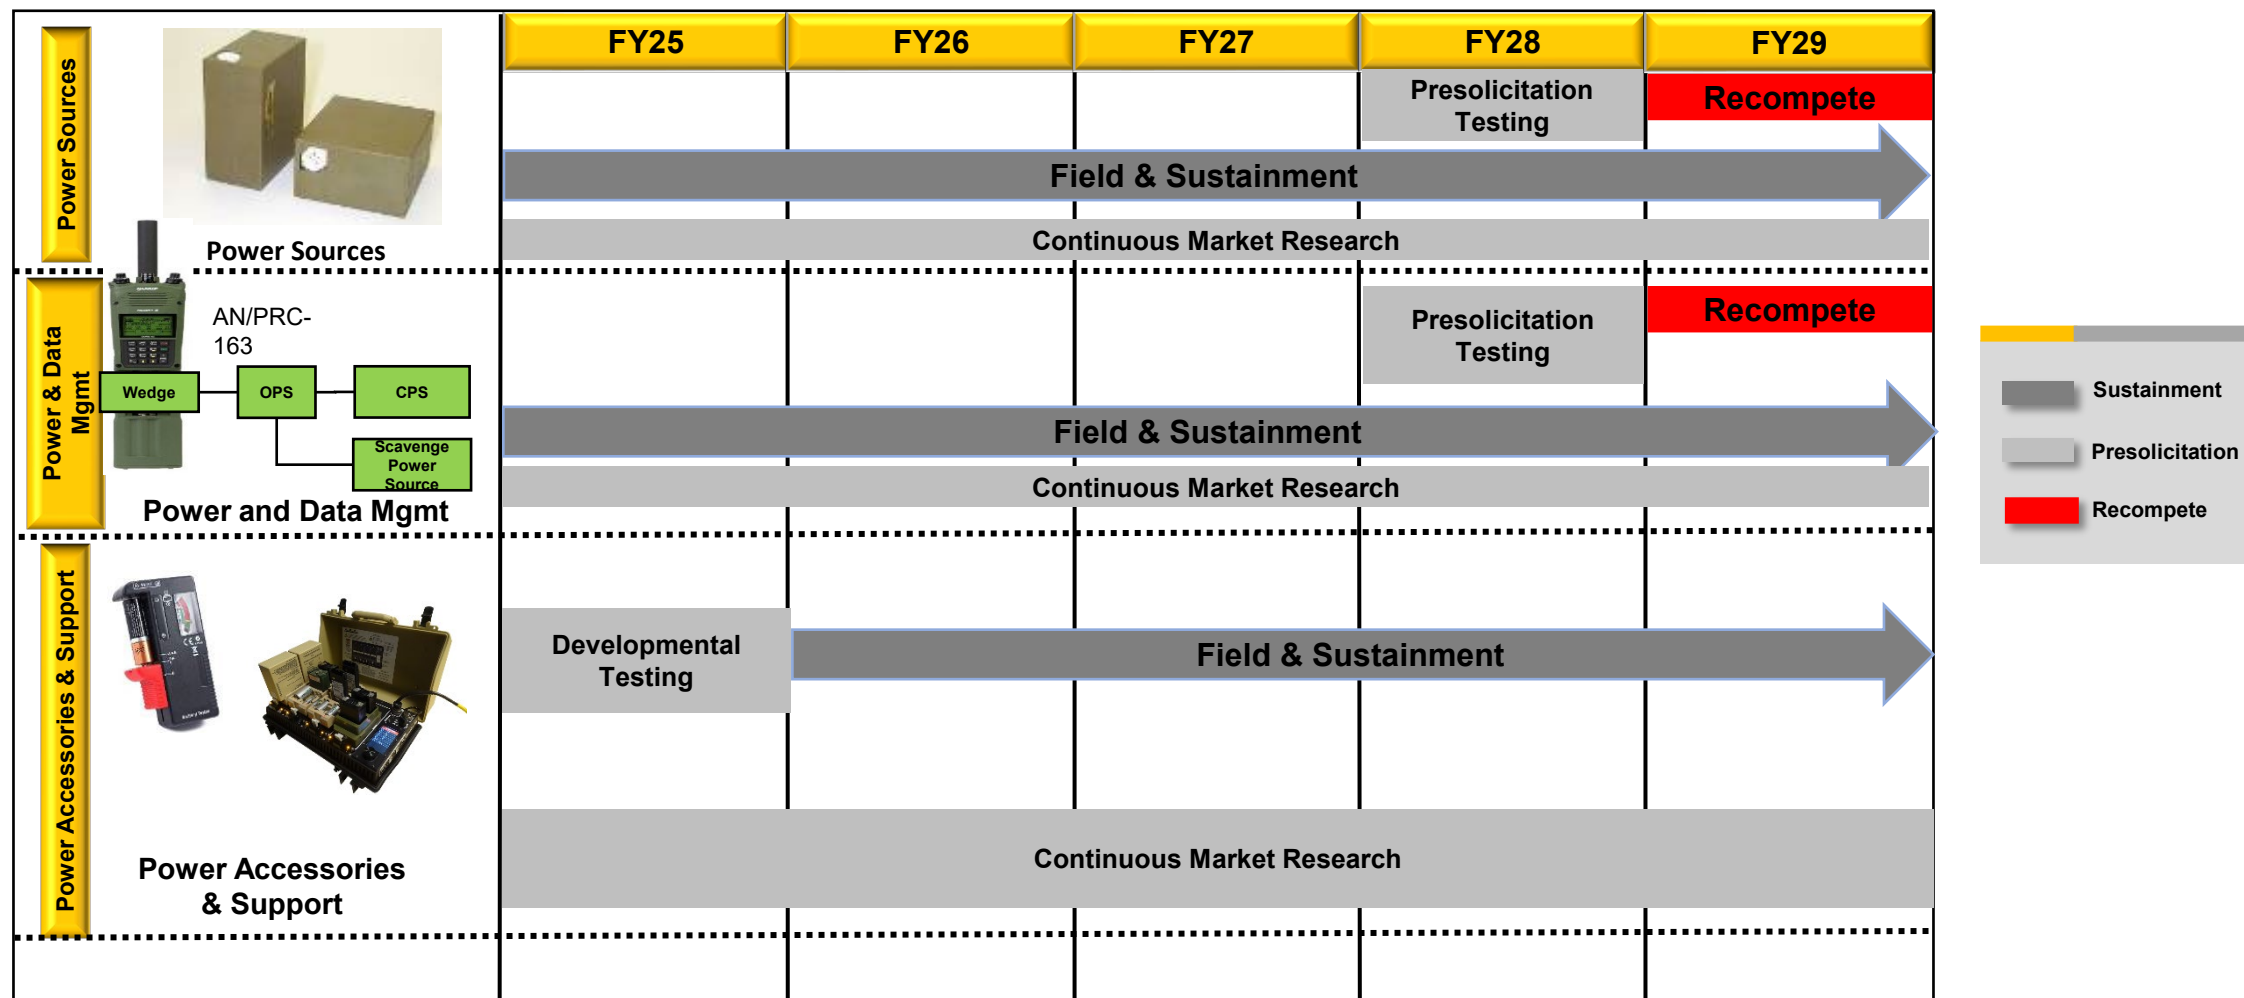 FY25 FY26 FY27 FY28 FY29
Power Sources
Power Sources
Presolicitation
Testing
Recompete
Field & Sustainment
Continuous Market Research
Power & Data
Mgmt
AN/PRC-
163
Wedge
OPS
CPS
Scavenge
Power
Source
Power and Data Mgmt
Presolicitation
Testing
Recompete
Field & Sustainment
Continuous Market Research
Power Accessories & Support
Power Accessories
& Support
Developmental
Testing
Field & Sustainment
Continuous Market Research
Sustainment
Presolicitation
Recompete